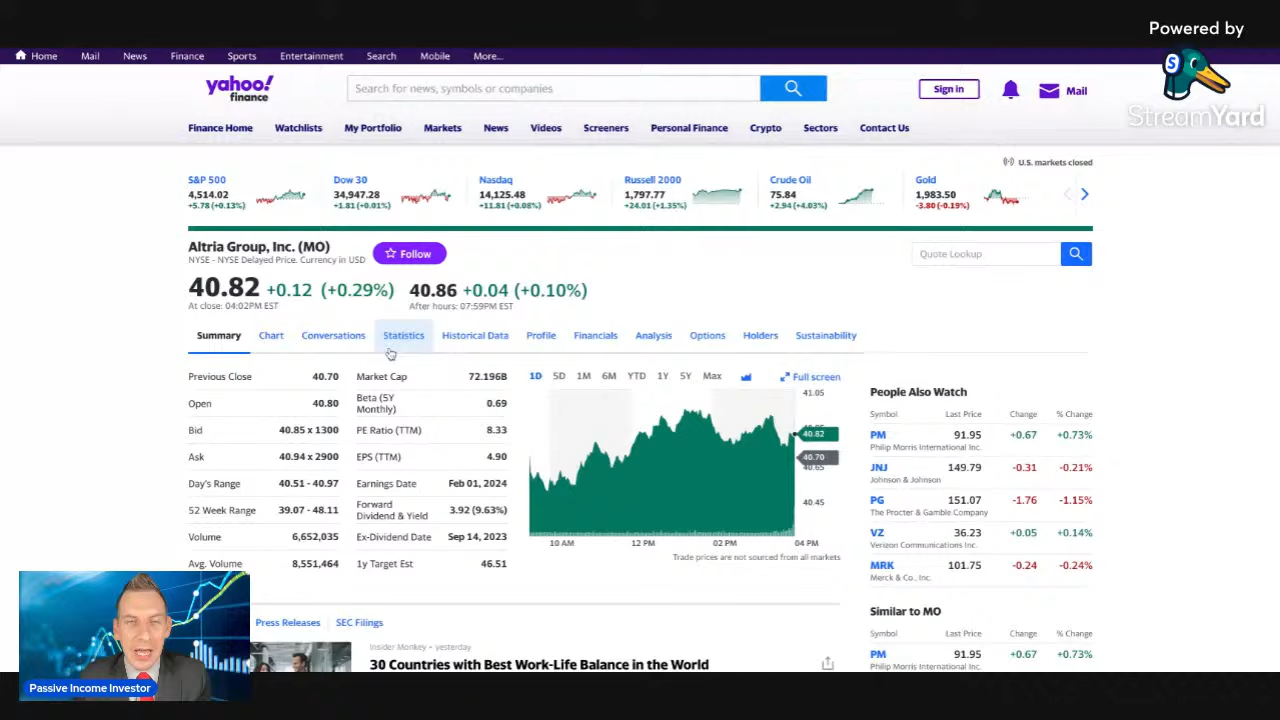 Powered by
StreamYard
Home Mail News Finance Sports Entertainment Search Mobile More...
yahoo!
finance
Search for news, symbols or companies
Sign in
Mail
Finance Home Watchlists My Portfolio Markets News Videos Screeners Personal Finance Crypto Sectors Contact Us
U.S. markets closed
S&P 500 Dow 30 Nasdaq Russell 2000 Crude Oil Gold
4,514.02 34,947.28 14,125.48 1,797.77 75.84 1,983.50
+5.78 (+0.13%) +1.81 (+0.01%) +11.81 (+0.08%) +24.01 (+1.35%) +2.94 (+4.03%) -3.80 (-0.19%)
Altria Group, Inc. (MO)
NYSE - NYSE Delayed Price. Currency in USD
Follow
Quote Lookup
40.82 +0.12 (+0.29%) 40.86 +0.04 (+0.10%)
At close: 04:02PM EST After hours: 07:59PM EST
Summary Chart Conversations Statistics Historical Data Profile Financials Analysis Options Holders Sustainability
Previous Close 40.70
Open 40.80
Bid 40.85 x 1300
Ask 40.94 x 2900
Day's Range 40.51 - 40.97
52 Week Range 39.07 - 48.11
Volume 6,652,035
Avg. Volume 8,551,464
Market Cap 72.196B
Beta (5Y
Monthly) 0.69
PE Ratio (TTM) 8.33
EPS (TTM) 4.90
Earnings Date Feb 01, 2024
Forward
Dividend & Yield 3.92 (9.63%)
Ex-Dividend Date Sep 14, 2023
1y Target Est 46.51
1D 5D 1M 6M YTD 1Y 5Y Max Full screen
41.05
40.82
40.70
40.65
40.45
10 AM 12 PM 02 PM 04 PM
Trade prices are not sourced from all markets
People Also Watch
Symbol Last Price Change % Change
PM 91.95 +0.67 +0.73%
Philip Morris International Inc.
JNJ 149.79 -0.31 -0.21%
Johnson & Johnson
PG 151.07 -1.76 -1.15%
The Procter & Gamble Company
VZ 36.23 +0.05 +0.14%
Verizon Communications Inc.
MRK 101.75 -0.24 -0.24%
Merck & Co., Inc.
Similar to MO
Symbol Last Price Change % Change
PM 91.95 +0.67 +0.73%
Philip Morris International Inc.
Press Releases SEC Filings
Insider Monkey • yesterday
30 Countries with Best Work-Life Balance in the World
Passive Income Investor